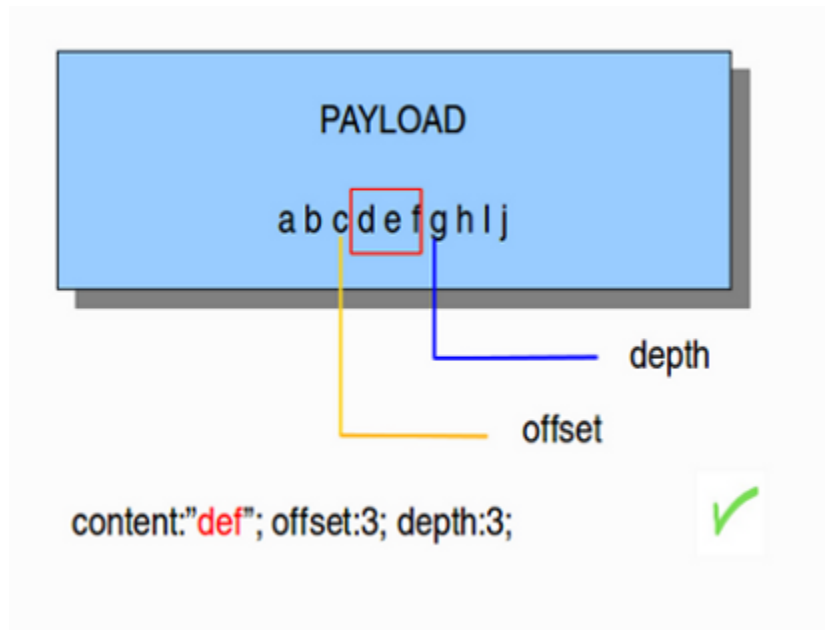 PAYLOAD
a b c d e f g h I j
depth
offset
content:”def”; offset:3; depth:3;